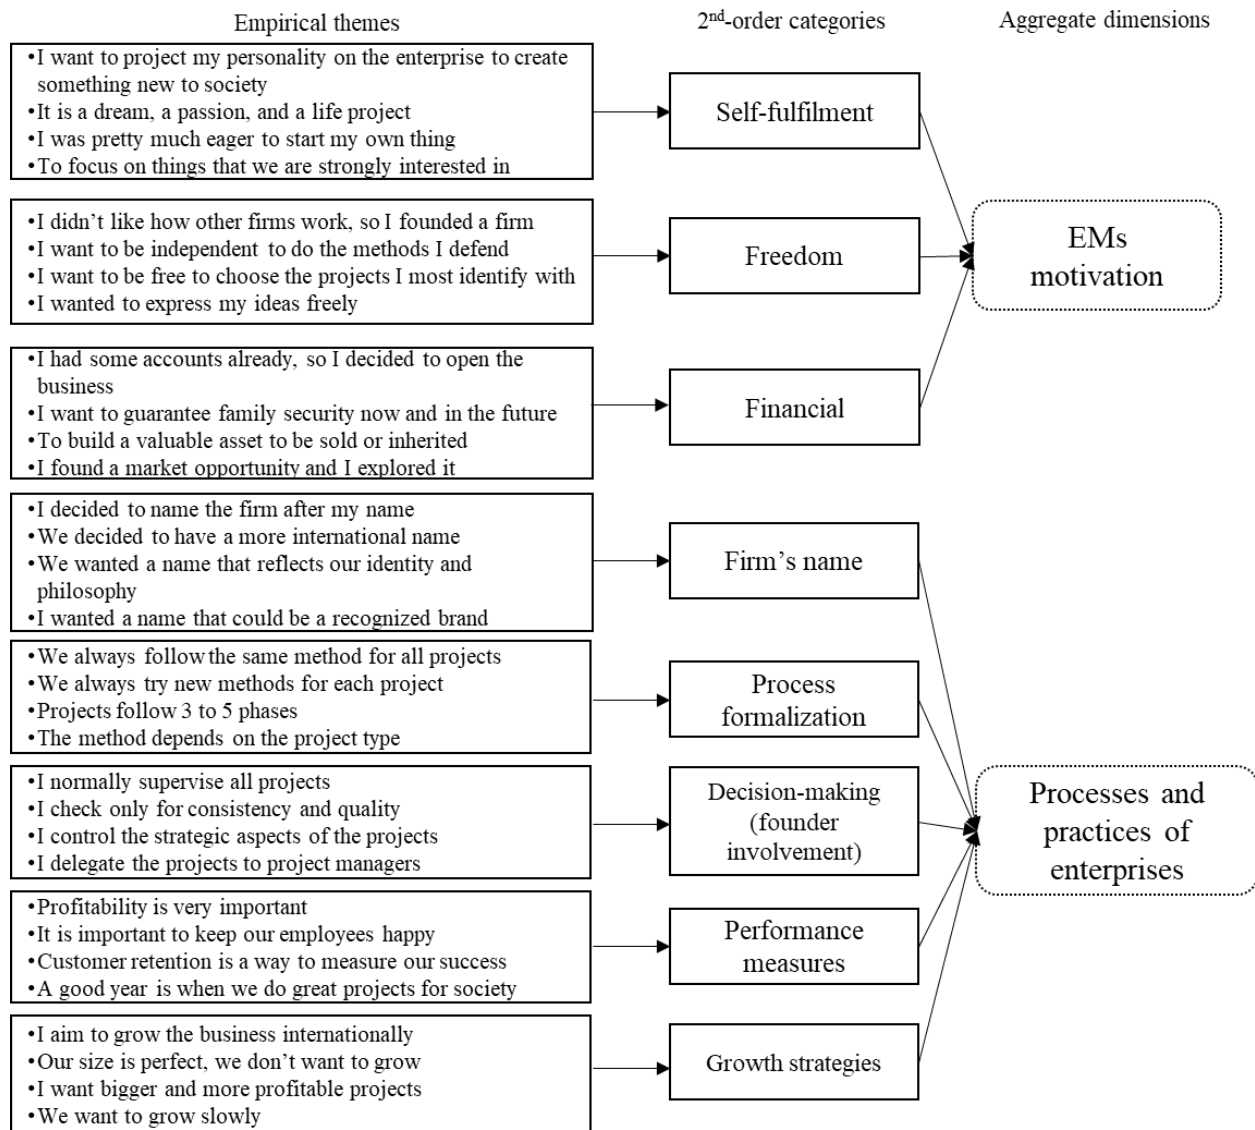 Empirical themes
2nd-order categories
Aggregate dimensions
•I want to project my personality on the enterprise to create
something new to society
•It is a dream, a passion, and a life project
•I was pretty much eager to start my own thing
•To focus on things that we are strongly interested in
Self-fulfilment
•I didn't like how other firms work, so I founded a firm
•I want to be independent to do the methods I defend
•I want to be free to choose the projects I most identify with
•I wanted to express my ideas freely
Freedom
EMs
motivation
•I had some accounts already, so I decided to open the
business
•I want to guarantee family security now and in the future
•To build a valuable asset to be sold or inherited
•I found a market opportunity and I explored it
Financial
•I decided to name the firm after my name
•We decided to have a more international name
•We wanted a name that reflects our identity and
philosophy
•I wanted a name that could be a recognized brand
Firm's name
•We always follow the same method for all projects
•We always try new methods for each project
•Projects follow 3 to 5 phases
•The method depends on the project type
Process
formalization
•I normally supervise all projects
•I check only for consistency and quality
•I control the strategic aspects of the projects
•I delegate the projects to project managers
Decision-making
(founder
involvement)
Processes and
practices of
enterprises
•Profitability is very important
•It is important to keep our employees happy
•Customer retention is a way to measure our success
•A good year is when we do great projects for society
Performance
measures
•I aim to grow the business internationally
•Our size is perfect, we don't want to grow
•I want bigger and more profitable projects
•We want to grow slowly
Growth strategies